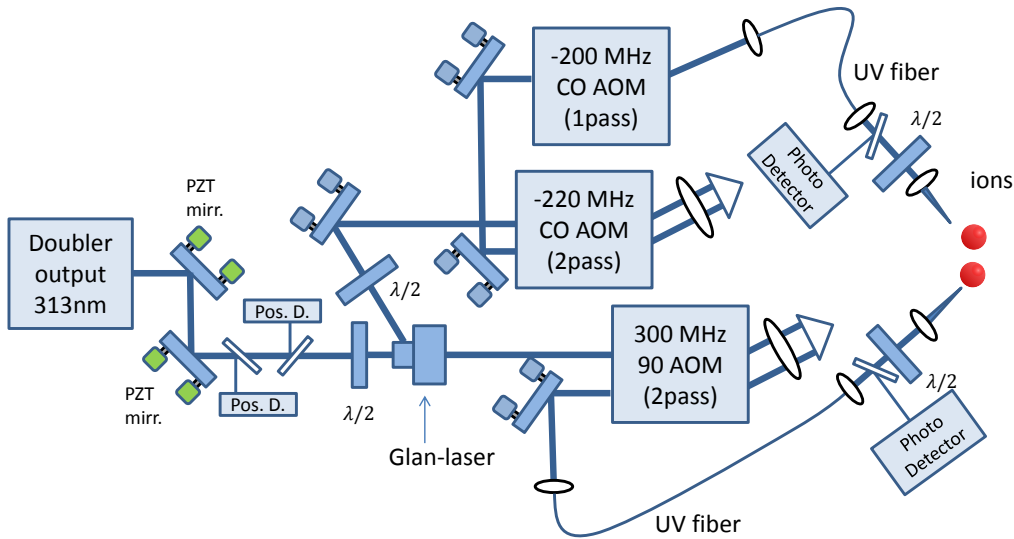 -200 MHz
CO AOM
(1pass)
UV fiber
λ/2
Photo
Detector
ions
PZT
mirr.
-220 MHz
CO AOM
(2pass)
Doubler
output
313nm
λ/2
Pos. D.
300 MHz
90 AOM
(2pass)
PZT
mirr.
Pos. D.
λ/2
λ/2
Glan-laser
Photo
Detector
UV fiber